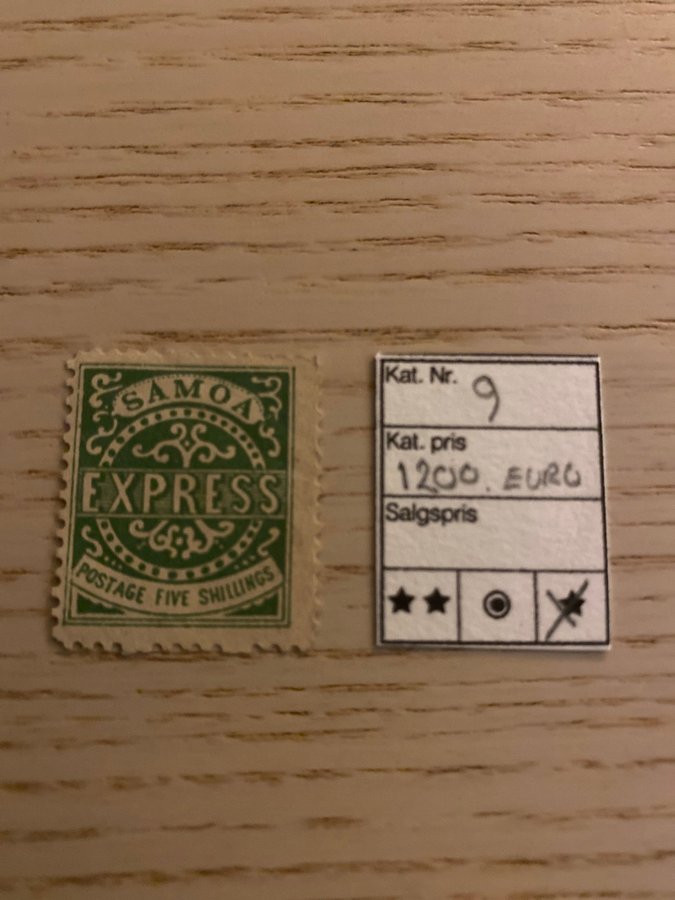 SAMOA
EXPRESS
POSTAGE FIVE SHILLINGS
Kat. Nr. 9
Kat. pris
1200. EURO
Salgspris